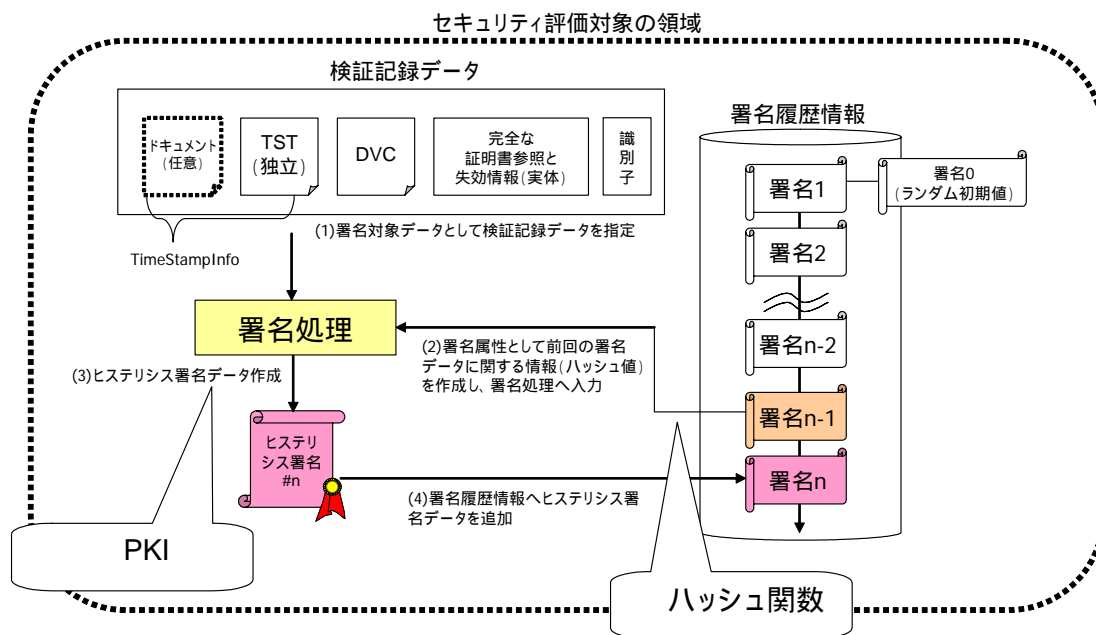 セキュリティ評価対象の領域
検証記録データ
ドキュメント
(任意)
TST
(独立)
DVC
完全な
証明書参照と
失効情報(実体)
識
別
子
TimeStampInfo
(1)署名対象データとして検証記録データを指定
署名履歴情報
署名0
(ランダム初期値)
署名1
署名2
署名n-2
署名n-1
署名n
署名処理
(2)署名属性として前回の署名
データに関する情報(ハッシュ値)
を作成し、署名処理へ入力
(3)ヒステリシス署名データ作成
ヒステリ
シス署名
#n
(4)署名履歴情報へヒステリシス署
名データを追加
PKI
ハッシュ関数